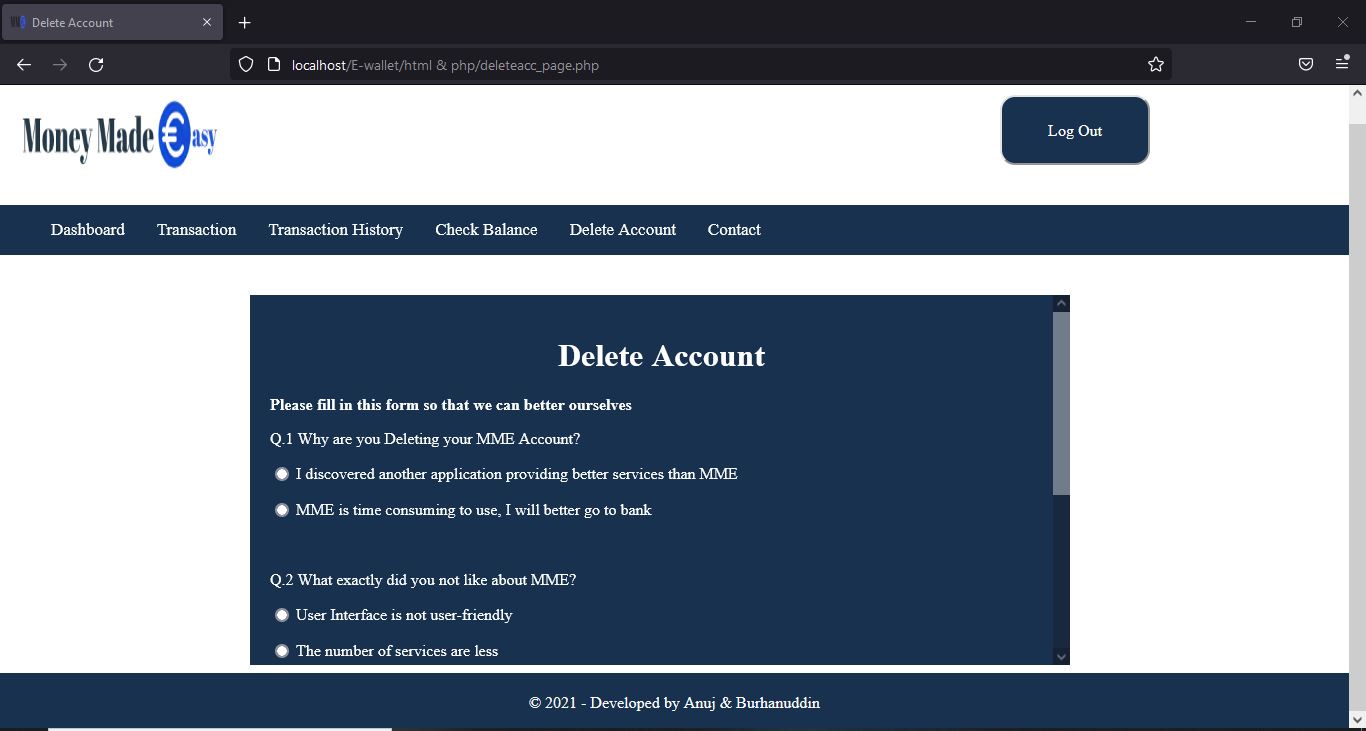 Delete Account
localhost/E-wallet/html & php/deleteacc_page.php
Money Made €asy
Log Out
Dashboard Transaction Transaction History Check Balance Delete Account Contact
Delete Account
Please fill in this form so that we can better ourselves
Q.1 Why are you Deleting your MME Account?
I discovered another application providing better services than MME
MME is time consuming to use, I will better go to bank
Q.2 What exactly did you not like about MME?
User Interface is not user-friendly
The number of services are less
© 2021 - Developed by Anuj & Burhanuddin